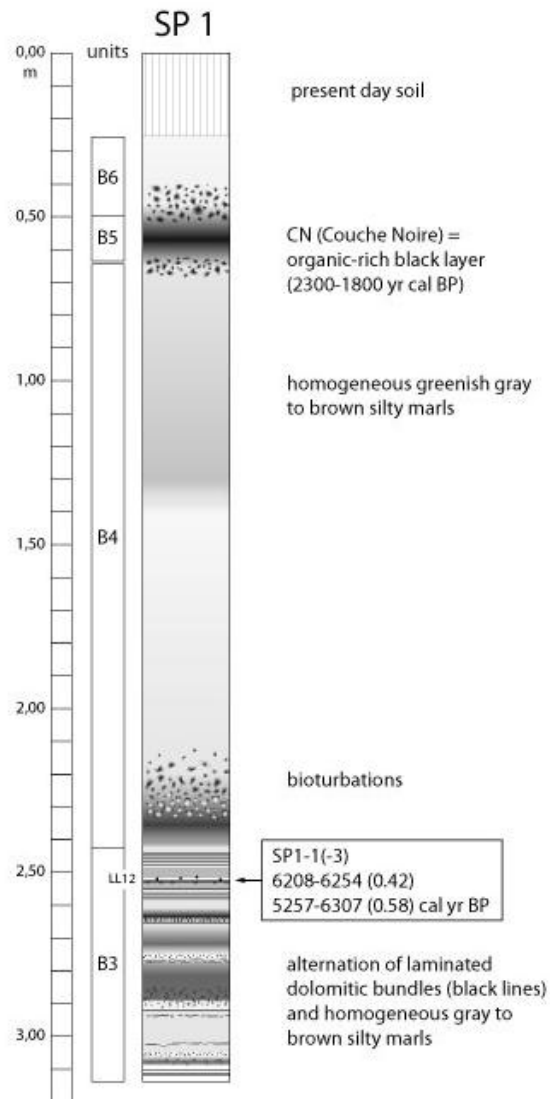 SP 1
0,00
m
units
present day soil
B6
0,50
B5
CN (Couche Noire) =
organic-rich black layer
(2300-1800 yr cal BP)
1,00
homogeneous greenish gray
to brown silty marls
1,50
B4
2,00
bioturbations
2,50
LL12
SP1-1(-3)
6208-6254 (0.42)
5257-6307 (0.58) cal yr BP
B3
alternation of laminated
dolomitic bundles (black lines)
and homogeneous gray to
brown silty marls
3,00